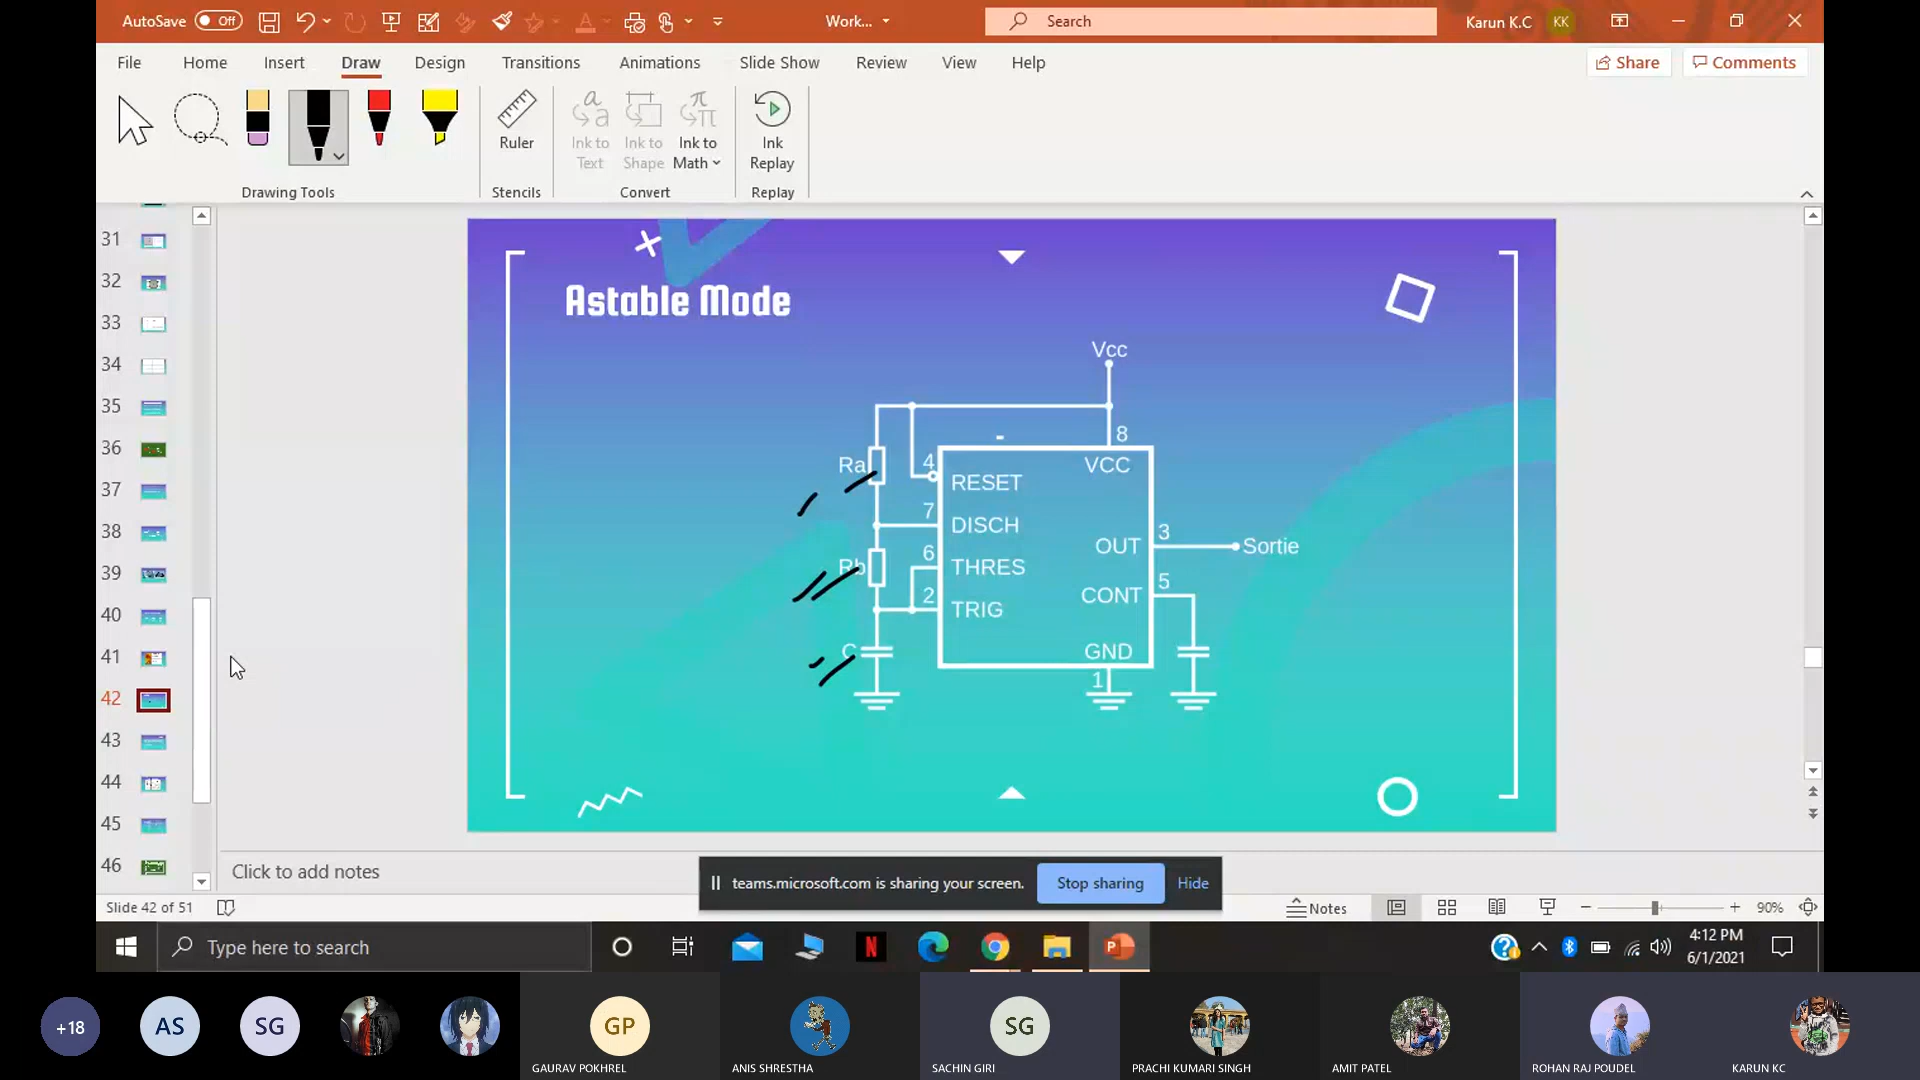 AutoSave Off Work... Search Karun K.C KK
File Home Insert Draw Design Transitions Animations Slide Show Review View Help Share Comments
Ruler
Ink to Text
Ink to Shape
Ink to Math
Ink Replay
Drawing Tools Stencils Convert Replay
31
32
33
34
35
36
37
38
39
40
41
42
43
44
45
46
Astable Mode
Vcc
8
Ra 4 VCC
RESET
7 DISCH
OUT 3 Sortie
Rb 6 THRES
CONT 5
2 TRIG
C GND
1
Click to add notes
teams.microsoft.com is sharing your screen. Stop sharing Hide
Slide 42 of 51 Notes 90%
Type here to search
4:12 PM
6/1/2021
+18 AS SG GP SG
GAURAV POKHREL ANIS SHRESTHA SACHIN GIRI PRACHI KUMARI SINGH AMIT PATEL ROHAN RAJ POUDEL KARUN KC